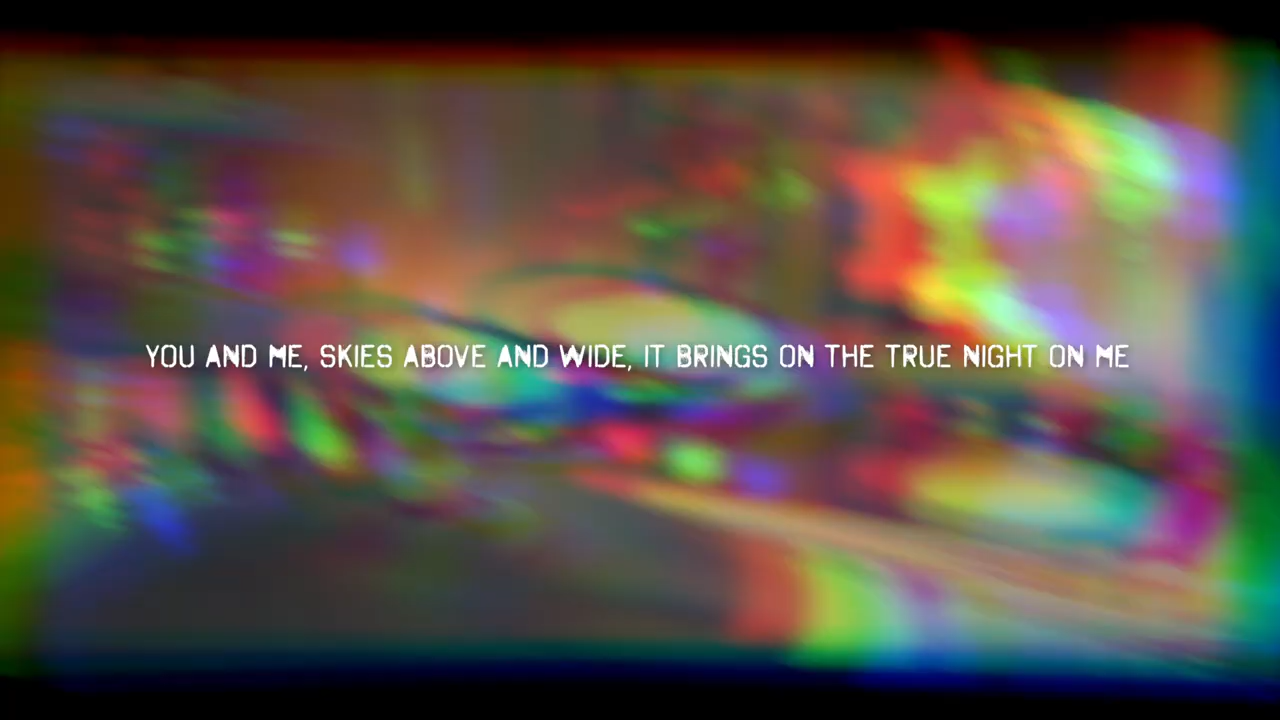 YOU AND ME, SKIES ABOVE AND WIDE, IT BRINGS ON THE TRUE NIGHT ON ME